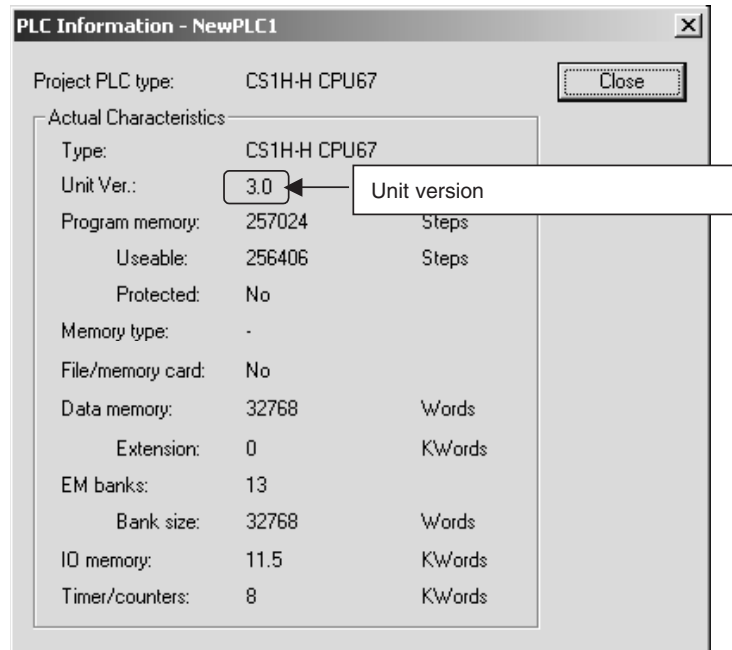 PLC Information - NewPLC1
Project PLC type: CS1H-H CPU67 Close
Actual Characteristics
Type: CS1H-H CPU67
Unit Ver.: 3.0 Unit version
Program memory: 257024 Steps
Useable: 256406 Steps
Protected: No
Memory type: -
File/memory card: No
Data memory: 32768 Words
Extension: 0 KWords
EM banks: 13
Bank size: 32768 Words
IO memory: 11.5 KWords
Timer/counters: 8 KWords